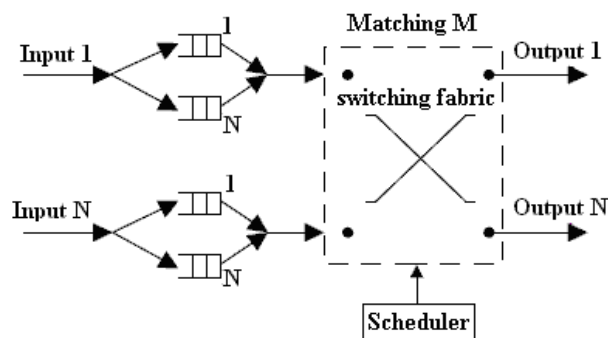 Matching M
Input 1
1
N
Output 1
switching fabric
Input N
1
N
Output N
Scheduler